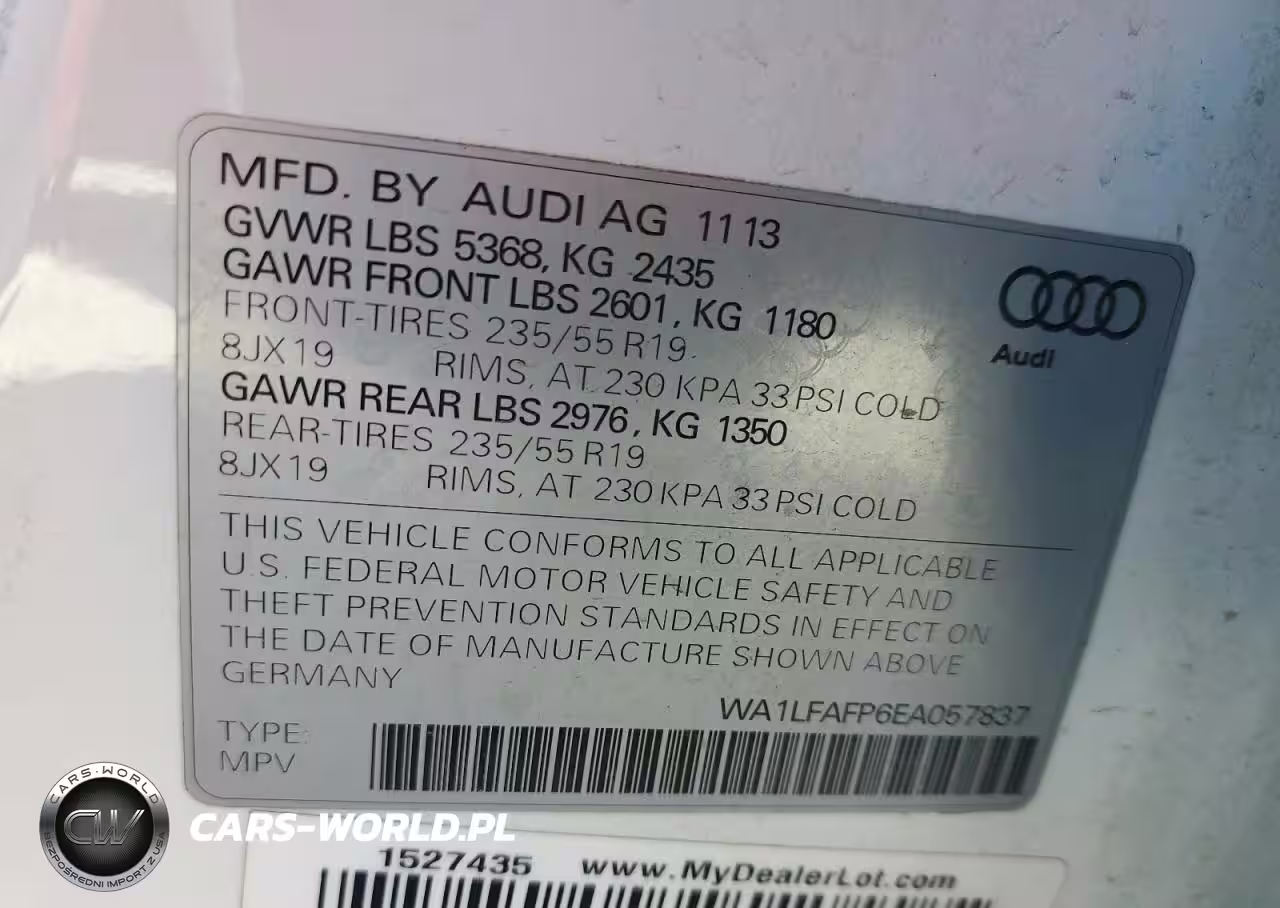 MFD. BY AUDI AG 11 13
GVWR LBS 5368, KG 2435
GAWR FRONT LBS 2601, KG 1180
FRONT-TIRES 235/55 R19
8JX19 RIMS, AT 230 KPA 33 PSI COLD
GAWR REAR LBS 2976, KG 1350
REAR-TIRES 235/55 R19
8JX19 RIMS, AT 230 KPA 33 PSI COLD
Audi
THIS VEHICLE CONFORMS TO ALL APPLICABLE
U.S. FEDERAL MOTOR VEHICLE SAFETY AND
THEFT PREVENTION STANDARDS IN EFFECT ON
THE DATE OF MANUFACTURE SHOWN ABOVE
GERMANY
WA1LFAFP6EA057837
TYPE:
MPV
CARS-WORLD
CW
BEZPOŚREDNI IMPORT Z USA
CARS-WORLD.PL
1527435 www.MyDealerLot.com